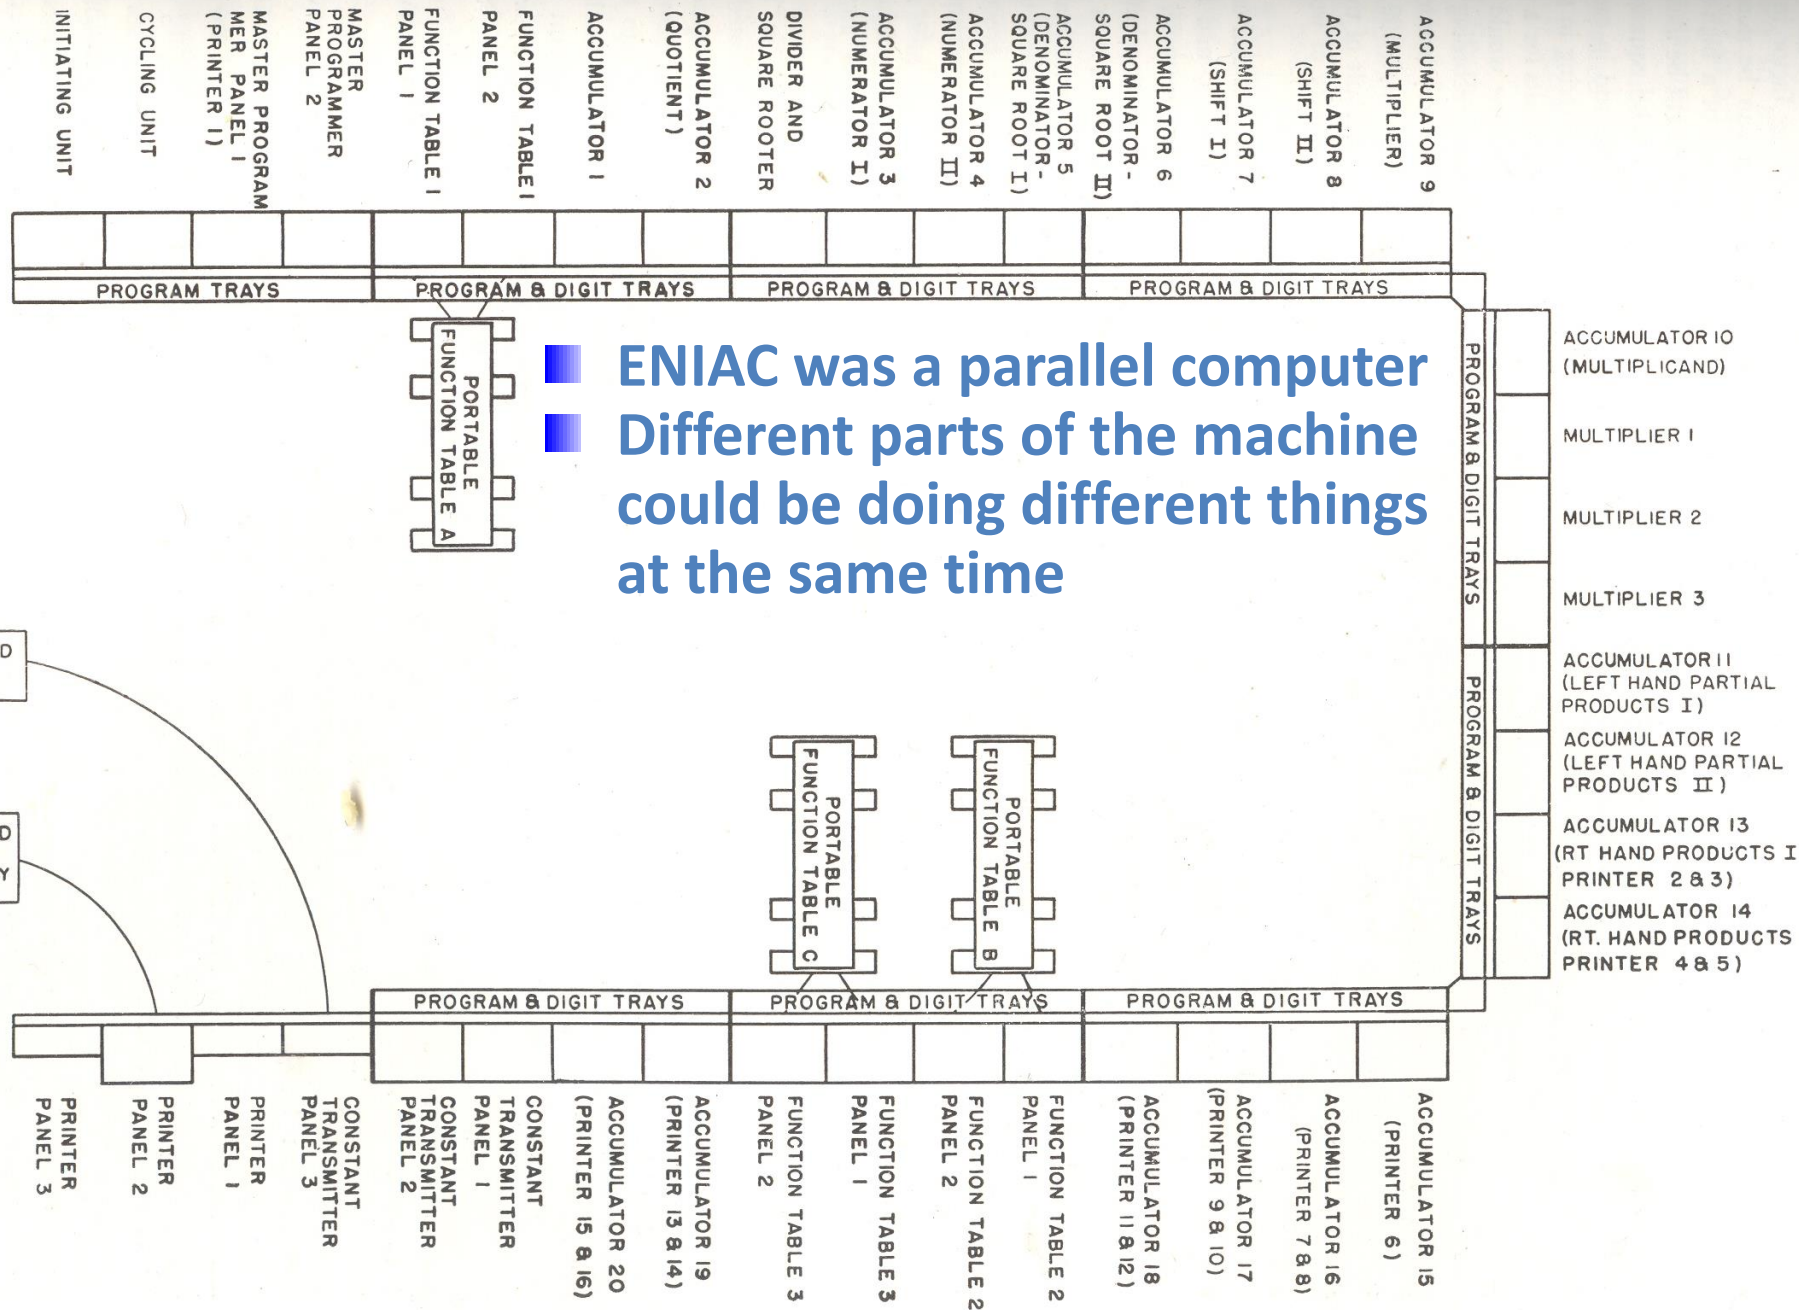 INITIATING UNIT
CYCLING UNIT
MASTER PROGRAM
MER PANEL 1
(PRINTER 1)
MASTER
PROGRAMMER
PANEL 2
FUNCTION TABLE 1
PANEL 1
FUNCTION TABLE 1
PANEL 2
ACCUMULATOR 1
ACCUMULATOR 2
(QUOTIENT)
DIVIDER AND
SQUARE ROOTER
ACCUMULATOR 3
(NUMERATOR I)
ACCUMULATOR 4
(NUMERATOR II)
ACCUMULATOR 5
(DENOMINATOR-
SQUARE ROOT I)
ACCUMULATOR 6
(DENOMINATOR-
SQUARE ROOT II)
ACCUMULATOR 7
(SHIFT I)
ACCUMULATOR 8
(SHIFT II)
ACCUMULATOR 9
(MULTIPLIER)
PROGRAM TRAYS
PROGRAM & DIGIT TRAYS
PROGRAM & DIGIT TRAYS
PROGRAM & DIGIT TRAYS
PORTABLE
FUNCTION TABLE A
ENIAC was a parallel computer
Different parts of the machine
could be doing different things
at the same time
PROGRAM & DIGIT TRAYS
PROGRAM & DIGIT TRAYS
ACCUMULATOR 10
(MULTIPLICAND)
MULTIPLIER 1
MULTIPLIER 2
MULTIPLIER 3
ACCUMULATOR 11
(LEFT HAND PARTIAL
PRODUCTS I)
ACCUMULATOR 12
(LEFT HAND PARTIAL
PRODUCTS II)
ACCUMULATOR 13
(RT HAND PRODUCTS I
PRINTER 2 & 3)
ACCUMULATOR 14
(RT. HAND PRODUCTS
PRINTER 4 & 5)
D
D
Y
PORTABLE
FUNCTION TABLE C
PORTABLE
FUNCTION TABLE B
PROGRAM & DIGIT TRAYS
PROGRAM & DIGIT TRAYS
PROGRAM & DIGIT TRAYS
PRINTER
PANEL 3
PRINTER
PANEL 2
PRINTER
PANEL 1
CONSTANT
TRANSMITTER
PANEL 3
CONSTANT
TRANSMITTER
PANEL 2
CONSTANT
TRANSMITTER
PANEL 1
ACCUMULATOR 20
(PRINTER 15 & 16)
ACCUMULATOR 19
(PRINTER 13 & 14)
FUNCTION TABLE 3
PANEL 2
FUNCTION TABLE 3
PANEL 1
FUNCTION TABLE 2
PANEL 2
FUNCTION TABLE 2
PANEL 1
ACCUMULATOR 18
(PRINTER 11 & 12)
ACCUMULATOR 17
(PRINTER 9 & 10)
ACCUMULATOR 16
(PRINTER 7 & 8)
ACCUMULATOR 15
(PRINTER 6)